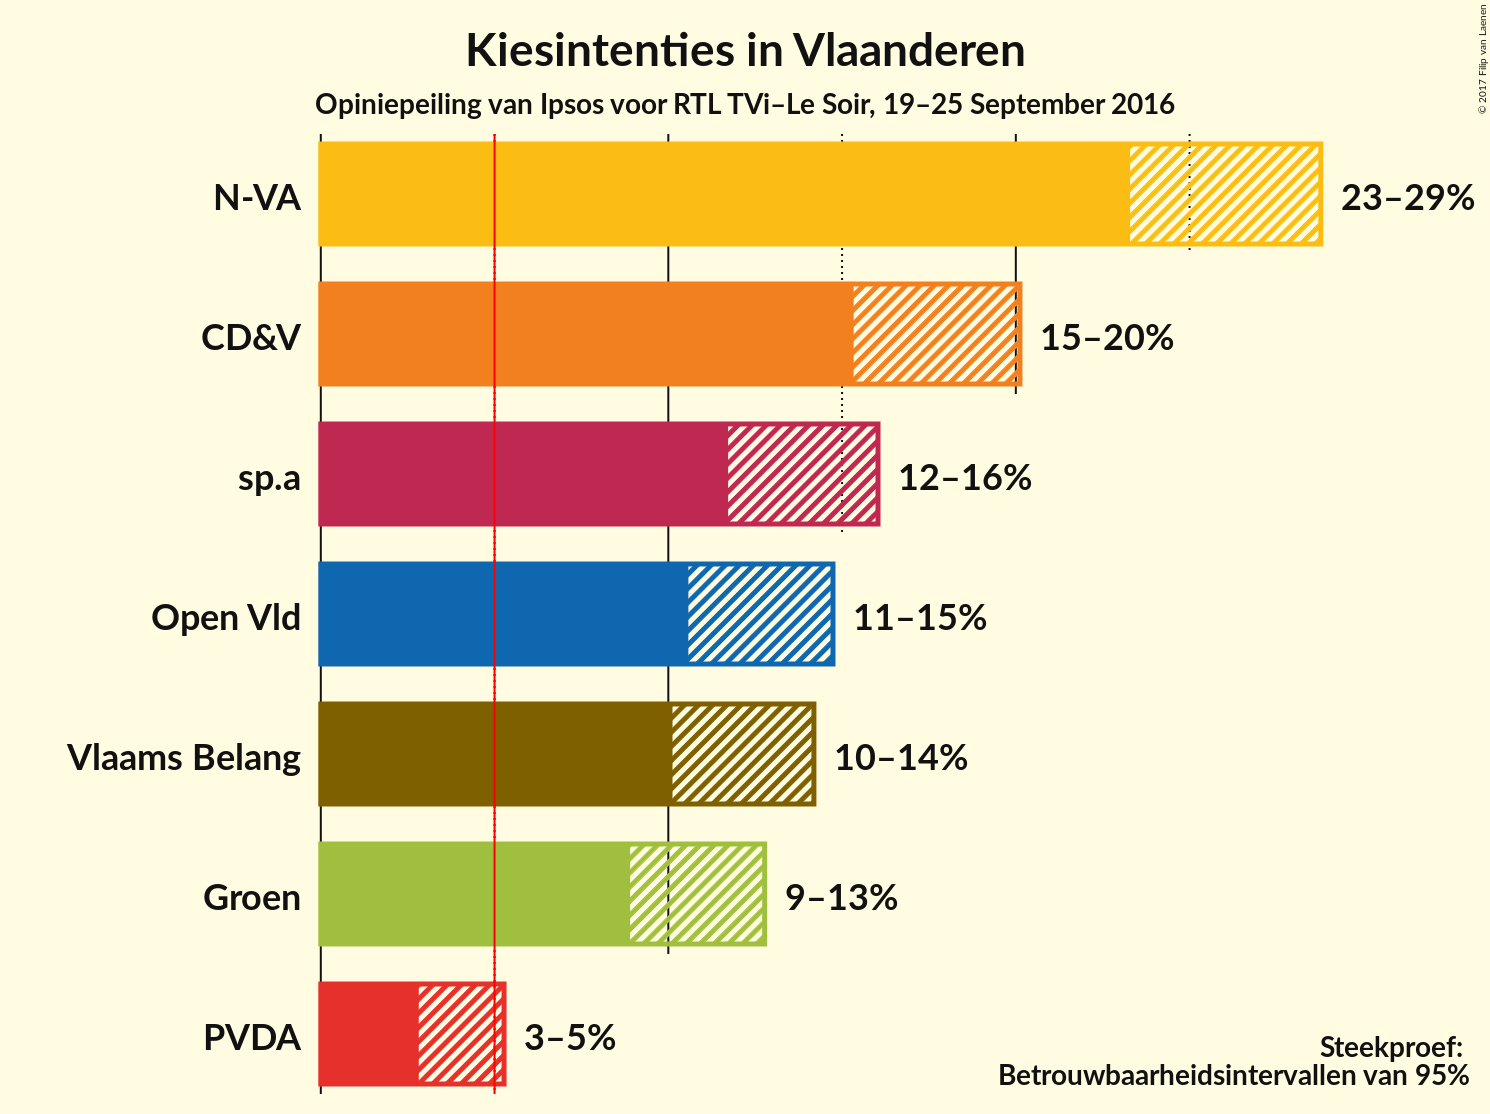 Kiesintenties in Vlaanderen
Opiniepeiling van Ipsos voor RTL TVi–Le Soir, 19–25 September 2016
© 2017 Filip van Laenen
N-VA
23–29%
CD&V
15–20%
sp.a
12–16%
Open Vld
11–15%
Vlaams Belang
10–14%
Groen
9–13%
PVDA
3–5%
Steekproef:
Betrouwbaarheidsintervallen van 95%